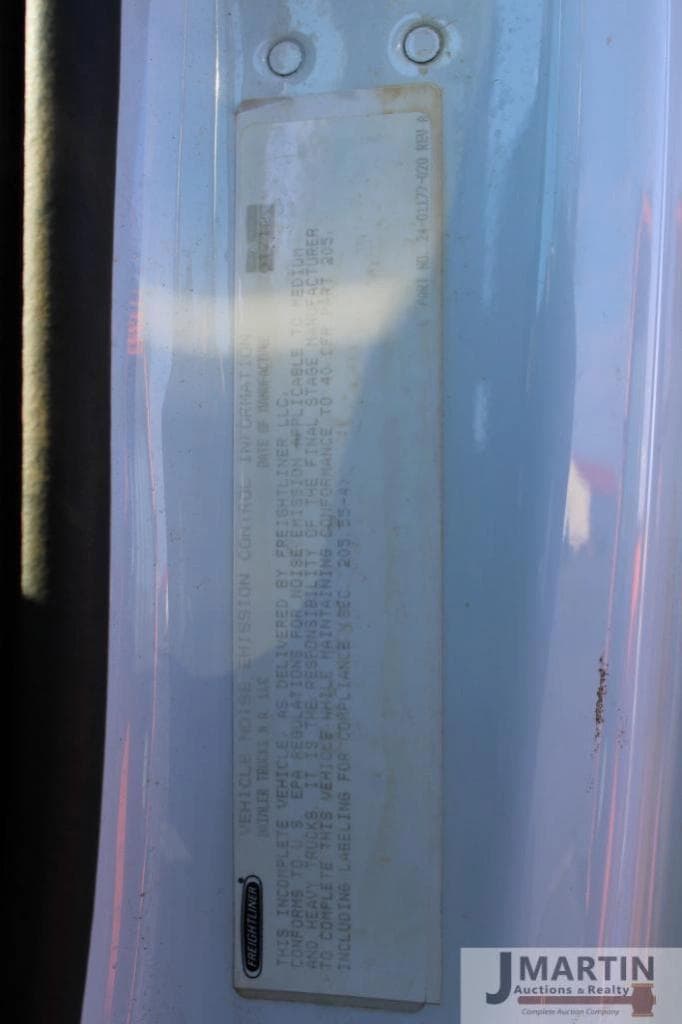 FREIGHTLINER
VEHICLE NOISE EMISSION CONTROL INFORMATION
DAIMLER TRUCKS N A LLC DATE OF MANUFACTURE
THIS INCOMPLETE VEHICLE, AS DELIVERED BY FREIGHTLINER LLC,
CONFORMS TO U S EPA REGULATIONS FOR NOISE EMISSION APPLICABLE TO MEDIUM
AND HEAVY TRUCKS. IT IS THE RESPONSIBILITY OF THE FINAL STAGE MANUFACTURER
TO COMPLETE THIS VEHICLE WHILE MAINTAINING CONFORMANCE TO 40 CFR PART 205,
INCLUDING LABELING FOR COMPLIANCE 205 55-
PART NO. 24-01177-020 REV
J MARTIN
Auctions & Realty
Complete Auction Company